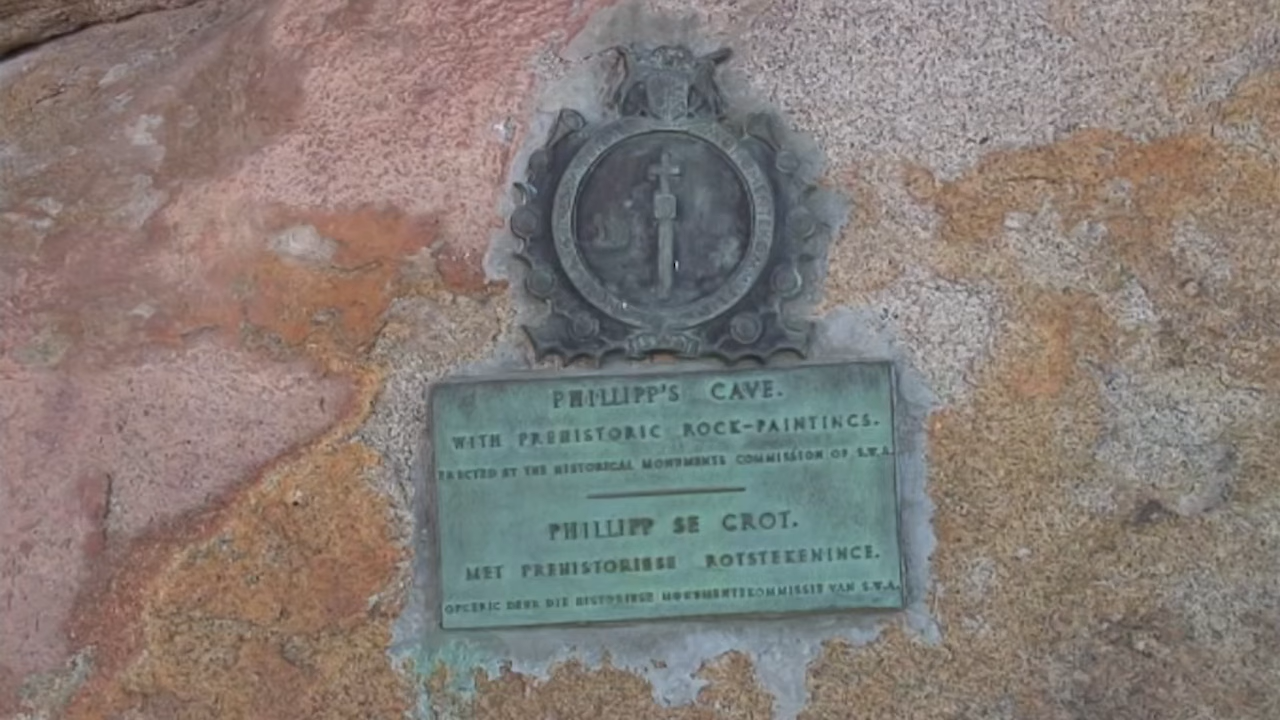 PHILLIPP'S CAVE.
WITH PREHISTORIC ROCK-PAINTINGS.
ERECTED BY THE HISTORICAL MONUMENTS COMMISSION OF S.W.A.
PHILLIPP SE GROT.
MET PREHISTORIESE ROTSTEKENINGE.
OPGERIG DEUR DIE HISTORIESE MONUMENTEKOMMISSIE VAN S.W.A.